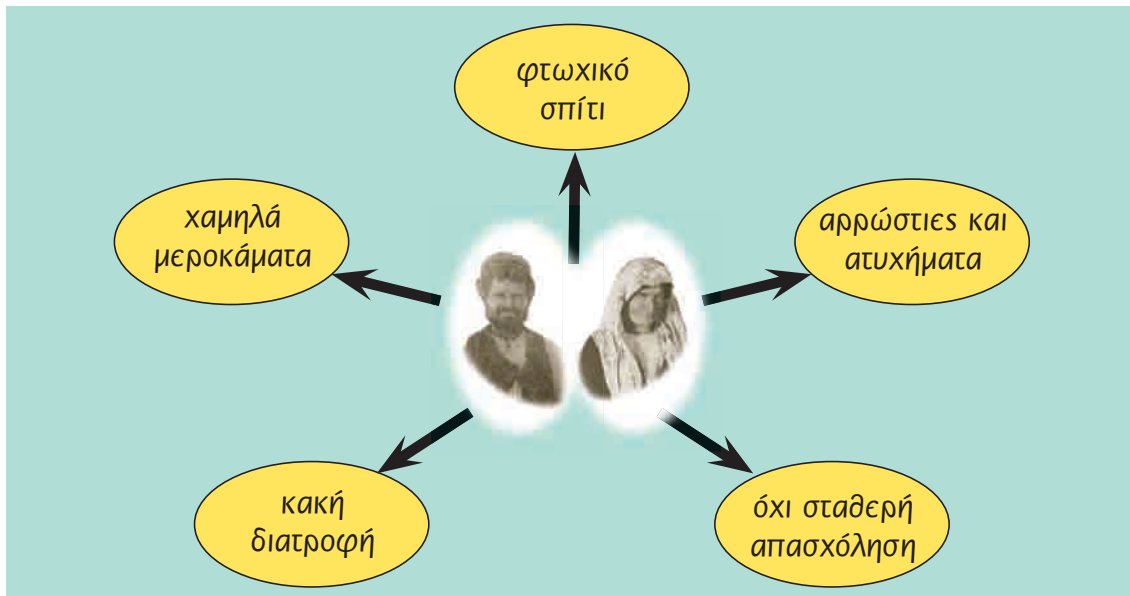 φτωχικό
σπίτι
χαμηλά
μεροκάματα
αρρώστιες και
ατυχήματα
κακή
διατροφή
όχι σταθερή
απασχόληση